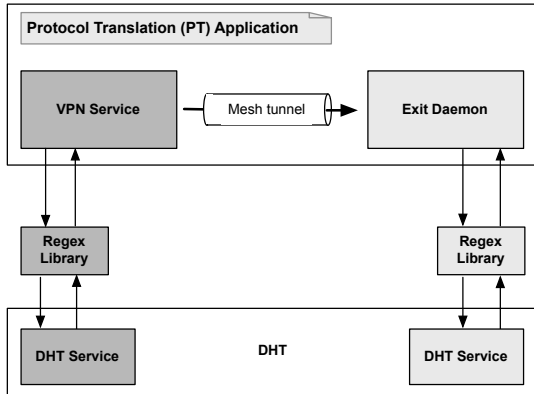 Protocol Translation (PT) Application
VPN Service
Mesh tunnel
Exit Daemon
Regex
Library
Regex
Library
DHT Service
DHT
DHT Service